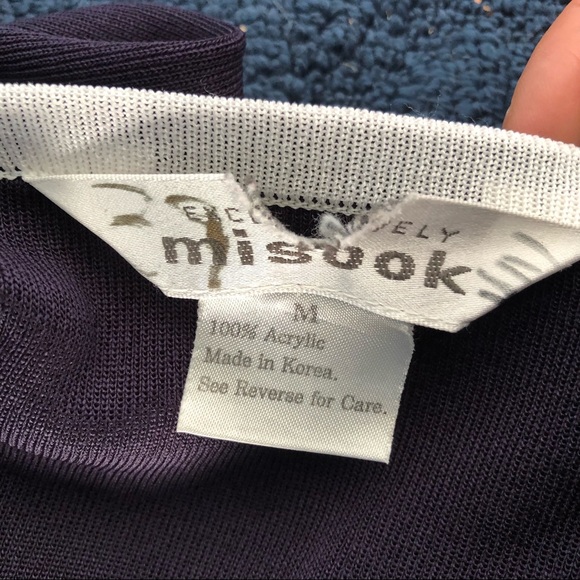 misook
M
100% Acrylic
Made in Korea.
See Reverse for Care.